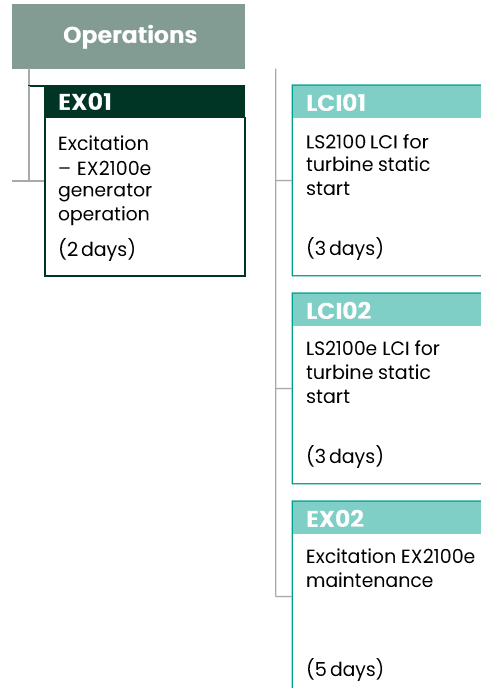 Operations
EX01
Excitation
– EX2100e
generator
operation
(2 days)
LCI01
LS2100 LCI for
turbine static
start
(3 days)
LCI02
LS2100e LCI for
turbine static
start
(3 days)
EX02
Excitation EX2100e
maintenance
(5 days)